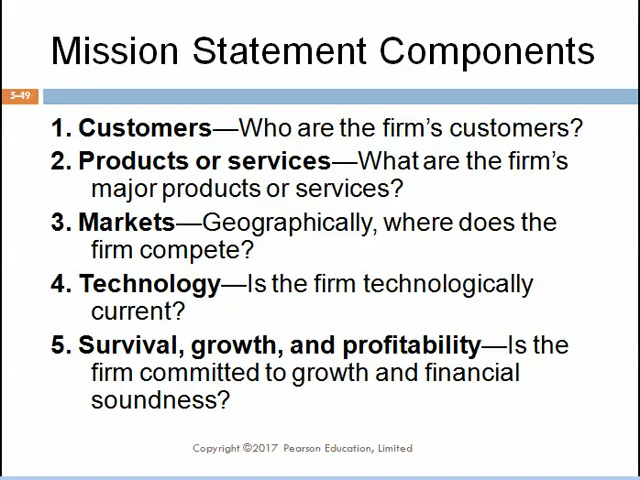 Mission Statement Components
5-49
1. Customers—Who are the firm's customers?
2. Products or services—What are the firm's
major products or services?
3. Markets—Geographically, where does the
firm compete?
4. Technology—Is the firm technologically
current?
5. Survival, growth, and profitability—Is the
firm committed to growth and financial
soundness?
Copyright ©2017 Pearson Education, Limited